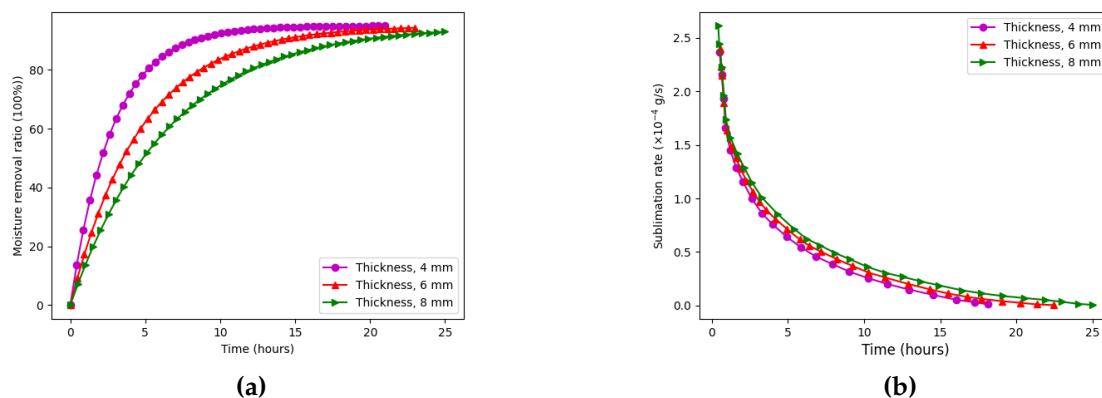 80
60
40
20
0
Moisture removal ratio (100%))
Thickness, 4 mm
Thickness, 6 mm
Thickness, 8 mm
0 5 10 15 20 25
Time (hours)
(a)
2.5
2.0
1.5
1.0
0.5
0.0
Sublimation rate (×10⁻⁴ g/s)
Thickness, 4 mm
Thickness, 6 mm
Thickness, 8 mm
0 5 10 15 20 25
Time (hours)
(b)